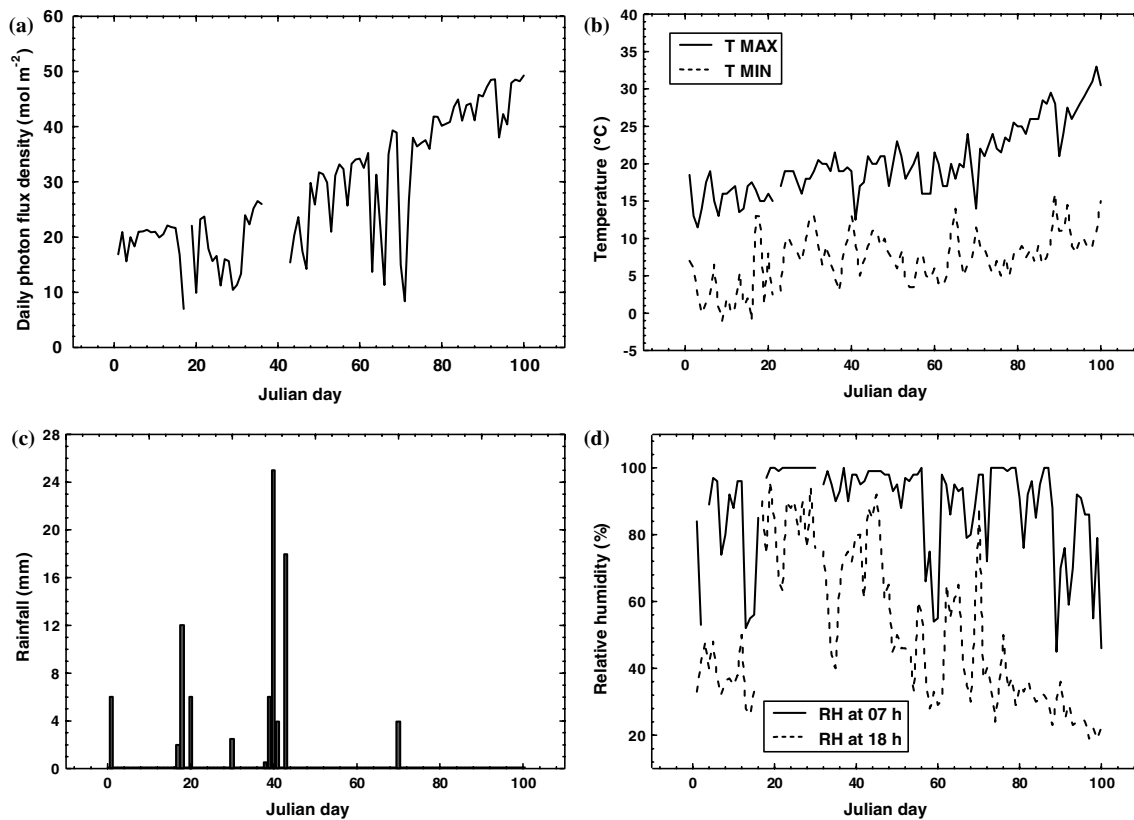 (a)
Daily photon flux density (mol m⁻²)
60
50
40
30
20
10
0
0 20 40 60 80 100
Julian day
(b)
Temperature (°C)
40
35
30
25
20
15
10
5
0
-5
T MAX
T MIN
0 20 40 60 80 100
Julian day
(c)
Rainfall (mm)
28
24
20
16
12
8
4
0
0 20 40 60 80 100
Julian day
(d)
Relative humidity (%)
100
80
60
40
20
RH at 07 h
RH at 18 h
0 20 40 60 80 100
Julian day